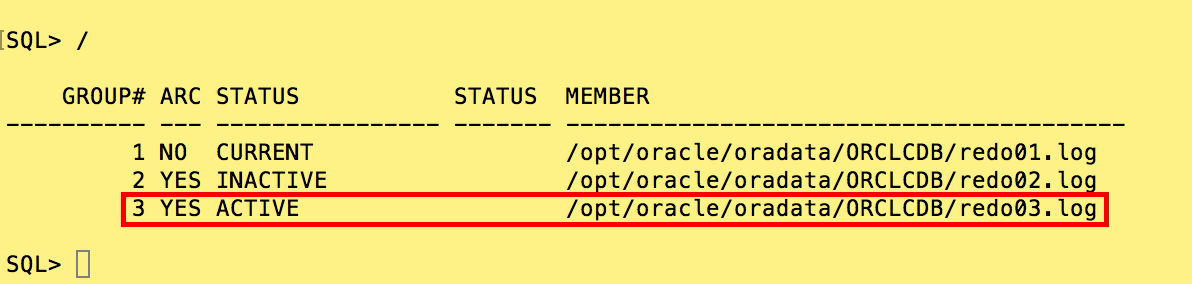 SQL> /
    GROUP# ARC STATUS           STATUS  MEMBER
---------- --- ---------------- ------- ----------------------------------------
         1 NO  CURRENT                  /opt/oracle/oradata/ORCLCDB/redo01.log
         2 YES INACTIVE                 /opt/oracle/oradata/ORCLCDB/redo02.log
         3 YES ACTIVE                   /opt/oracle/oradata/ORCLCDB/redo03.log
SQL>